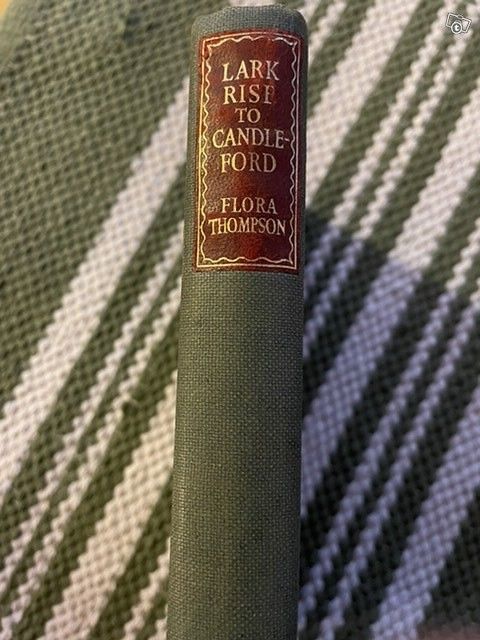 LARK
RISE
TO
CANDLE-
FORD
FLORA
THOMPSON